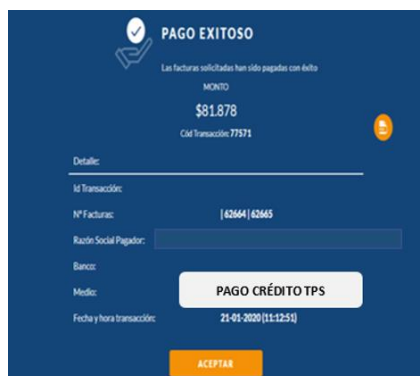 PAGO EXITOSO
Las facturas solicitadas han sido pagadas con éxito
MONTO
$81.878
Cód Transacción: 77571
Detalle:
Id Transacción:
N° Facturas: | 62664 | 62665
Razón Social Pagador:
Banco:
Medio: PAGO CRÉDITO TPS
Fecha y hora transacción: 21-01-2020 (11:12:51)
ACEPTAR